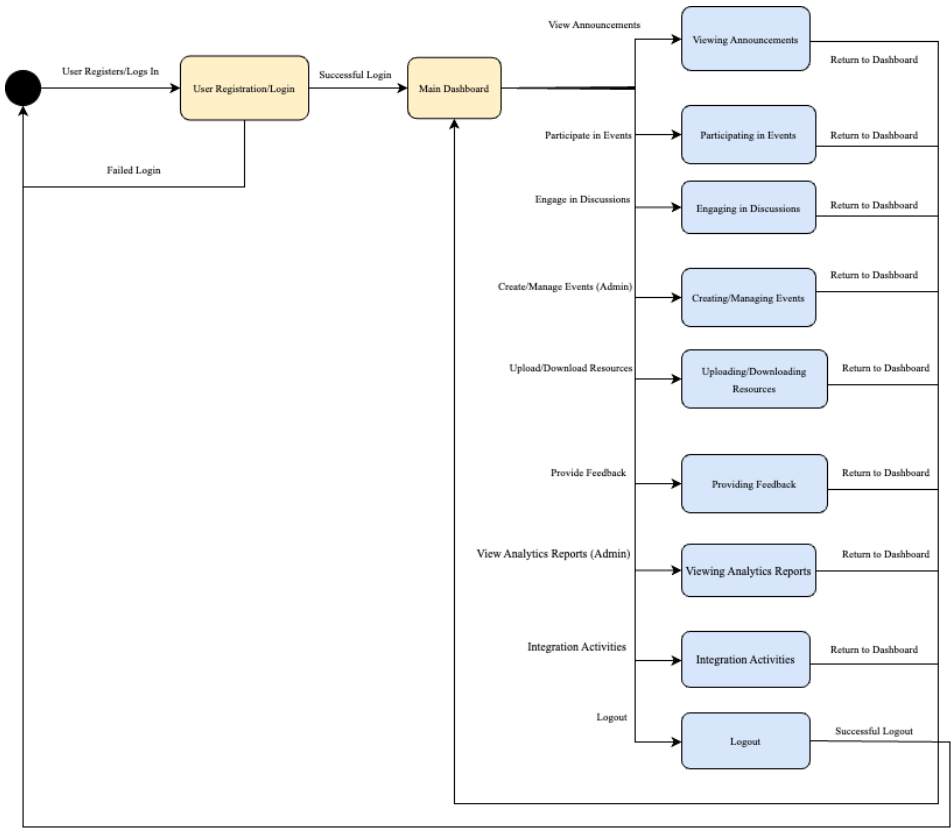 View Announcements
Viewing Announcements
Return to Dashboard
User Registers/Logs In
User Registration/Login
Successful Login
Main Dashboard
Participate in Events
Participating in Events
Return to Dashboard
Failed Login
Engage in Discussions
Engaging in Discussions
Return to Dashboard
Create/Manage Events (Admin)
Creating/Managing Events
Return to Dashboard
Upload/Download Resources
Uploading/Downloading
Resources
Return to Dashboard
Provide Feedback
Providing Feedback
Return to Dashboard
View Analytics Reports (Admin)
Viewing Analytics Reports
Return to Dashboard
Integration Activities
Integration Activities
Return to Dashboard
Logout
Logout
Successful Logout